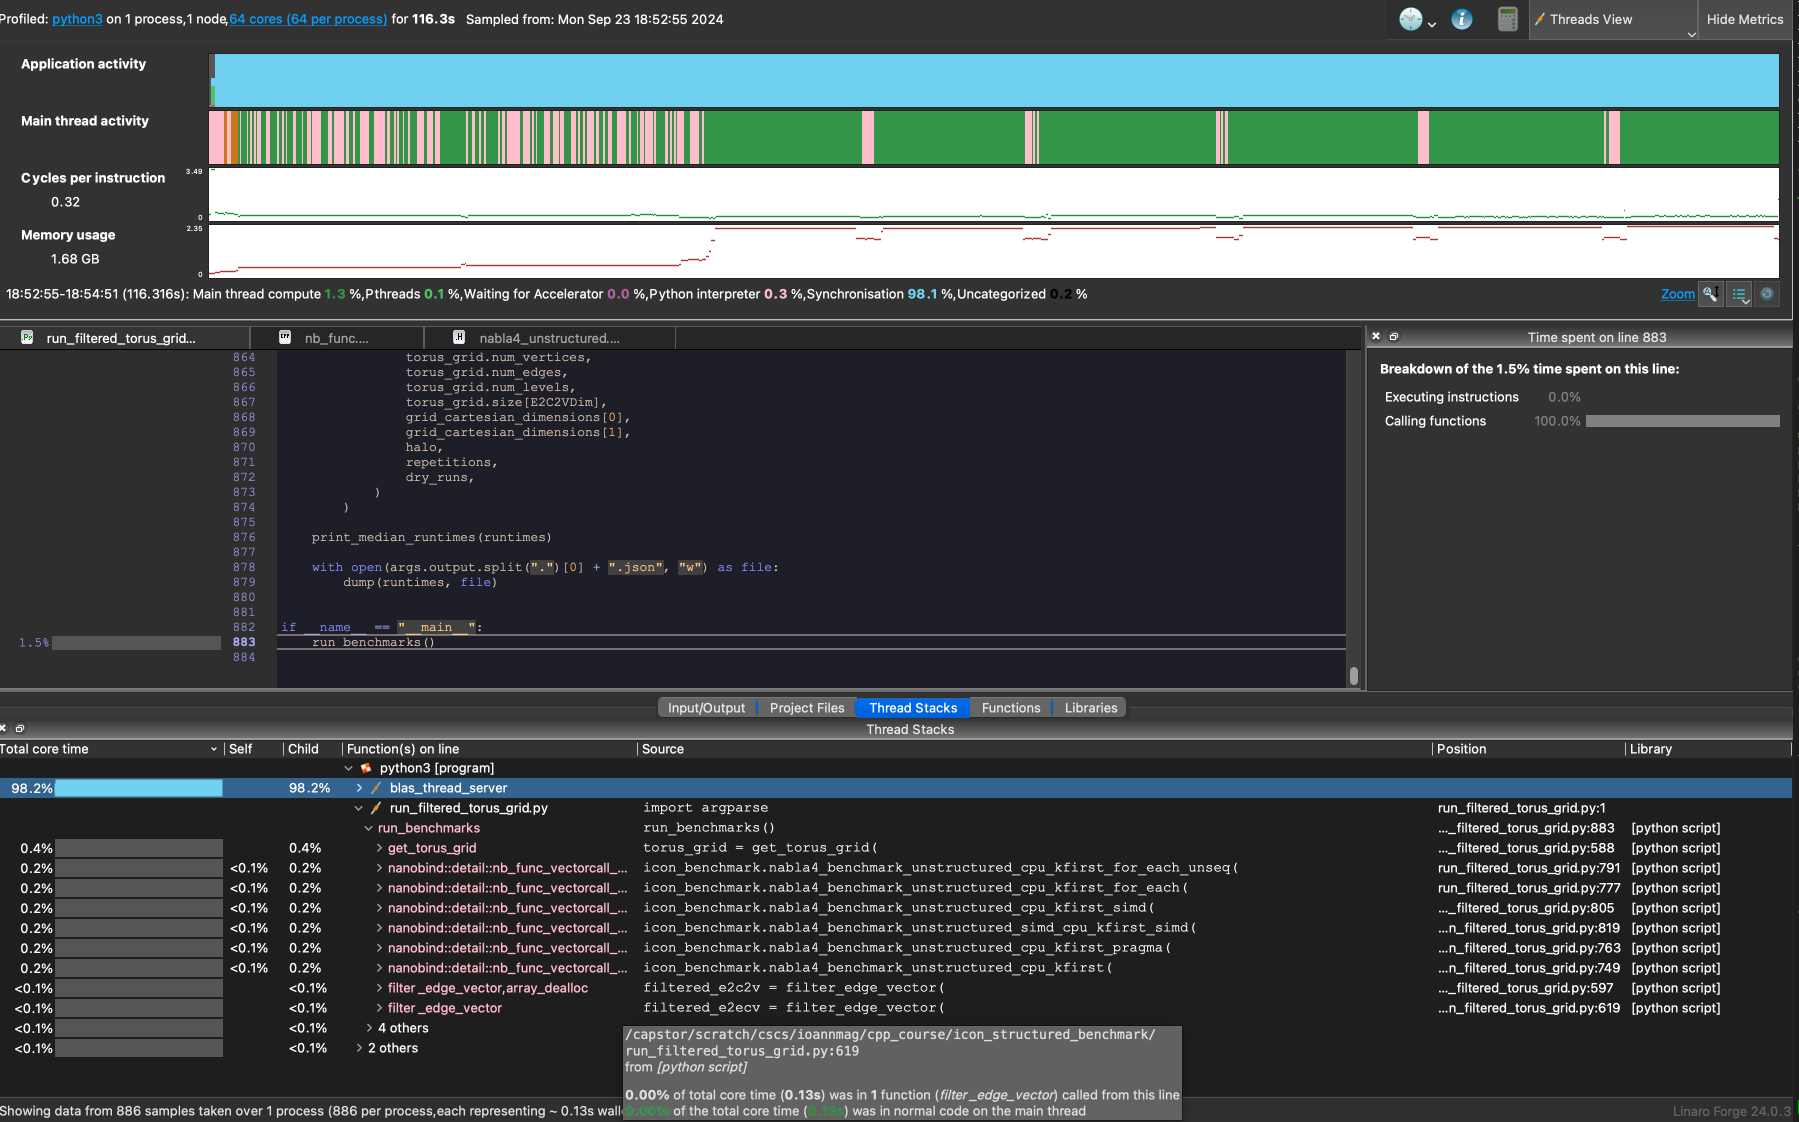 Profiled: python3 on 1 process,1 node,64 cores (64 per process) for 116.3s Sampled from: Mon Sep 23 18:52:55 2024
Threads View
Hide Metrics
Application activity
Main thread activity
Cycles per instruction
0.32
3.49
0
Memory usage
1.68 GB
2.35
0
18:52:55-18:54:51 (116.316s): Main thread compute 1.3 %,Pthreads 0.1 %,Waiting for Accelerator 0.0 %,Python interpreter 0.3 %,Synchronisation 98.1 %,Uncategorized 0.2 %
Zoom
run_filtered_torus_grid...
nb_func....
nabla4_unstructured....
864 torus_grid.num_vertices,
865 torus_grid.num_edges,
866 torus_grid.num_levels,
867 torus_grid.size[E2C2VDim],
868 grid_cartesian_dimensions[0],
869 grid_cartesian_dimensions[1],
870 halo,
871 repetitions,
872 dry_runs,
873 )
874 )
875
876 print_median_runtimes(runtimes)
877
878 with open(args.output.split(".")[0] + ".json", "w") as file:
879 dump(runtimes, file)
880
881
882 if __name__ == "__main__":
1.5% 883 run_benchmarks()
884
Time spent on line 883
Breakdown of the 1.5% time spent on this line:
Executing instructions 0.0%
Calling functions 100.0%
Input/Output Project Files Thread Stacks Functions Libraries
Thread Stacks
Total core time Self Child Function(s) on line Source Position Library
python3 [program]
98.2% 98.2% blas_thread_server
run_filtered_torus_grid.py import argparse run_filtered_torus_grid.py:1
run_benchmarks run_benchmarks() ..._filtered_torus_grid.py:883 [python script]
0.4% 0.4% get_torus_grid torus_grid = get_torus_grid( ..._filtered_torus_grid.py:588 [python script]
0.2% <0.1% 0.2% nanobind::detail::nb_func_vectorcall_... icon_benchmark.nabla4_benchmark_unstructured_cpu_kfirst_for_each_unseq( run_filtered_torus_grid.py:791 [python script]
0.2% <0.1% 0.2% nanobind::detail::nb_func_vectorcall_... icon_benchmark.nabla4_benchmark_unstructured_cpu_kfirst_for_each( run_filtered_torus_grid.py:777 [python script]
0.2% <0.1% 0.2% nanobind::detail::nb_func_vectorcall_... icon_benchmark.nabla4_benchmark_unstructured_cpu_kfirst_simd( ..._filtered_torus_grid.py:805 [python script]
0.2% <0.1% 0.2% nanobind::detail::nb_func_vectorcall_... icon_benchmark.nabla4_benchmark_unstructured_simd_cpu_kfirst_simd( ...n_filtered_torus_grid.py:819 [python script]
0.2% <0.1% 0.2% nanobind::detail::nb_func_vectorcall_... icon_benchmark.nabla4_benchmark_unstructured_cpu_kfirst_pragma( ...n_filtered_torus_grid.py:763 [python script]
0.2% <0.1% 0.2% nanobind::detail::nb_func_vectorcall_... icon_benchmark.nabla4_benchmark_unstructured_cpu_kfirst( ...n_filtered_torus_grid.py:749 [python script]
<0.1% <0.1% filter_edge_vector,array_dealloc filtered_e2c2v = filter_edge_vector( ..._filtered_torus_grid.py:597 [python script]
<0.1% <0.1% filter_edge_vector filtered_e2ecv = filter_edge_vector( ...n_filtered_torus_grid.py:619 [python script]
<0.1% <0.1% 4 others
<0.1% <0.1% 2 others
/capstor/scratch/cscs/ioannmag/cpp_course/icon_structured_benchmark/
run_filtered_torus_grid.py:619
from [python script]
0.00% of total core time (0.13s) was in 1 function (filter_edge_vector) called from this line
0.00% of the total core time (0.13s) was in normal code on the main thread
Showing data from 886 samples taken over 1 process (886 per process,each representing ~ 0.13s wall
Linaro Forge 24.0.3